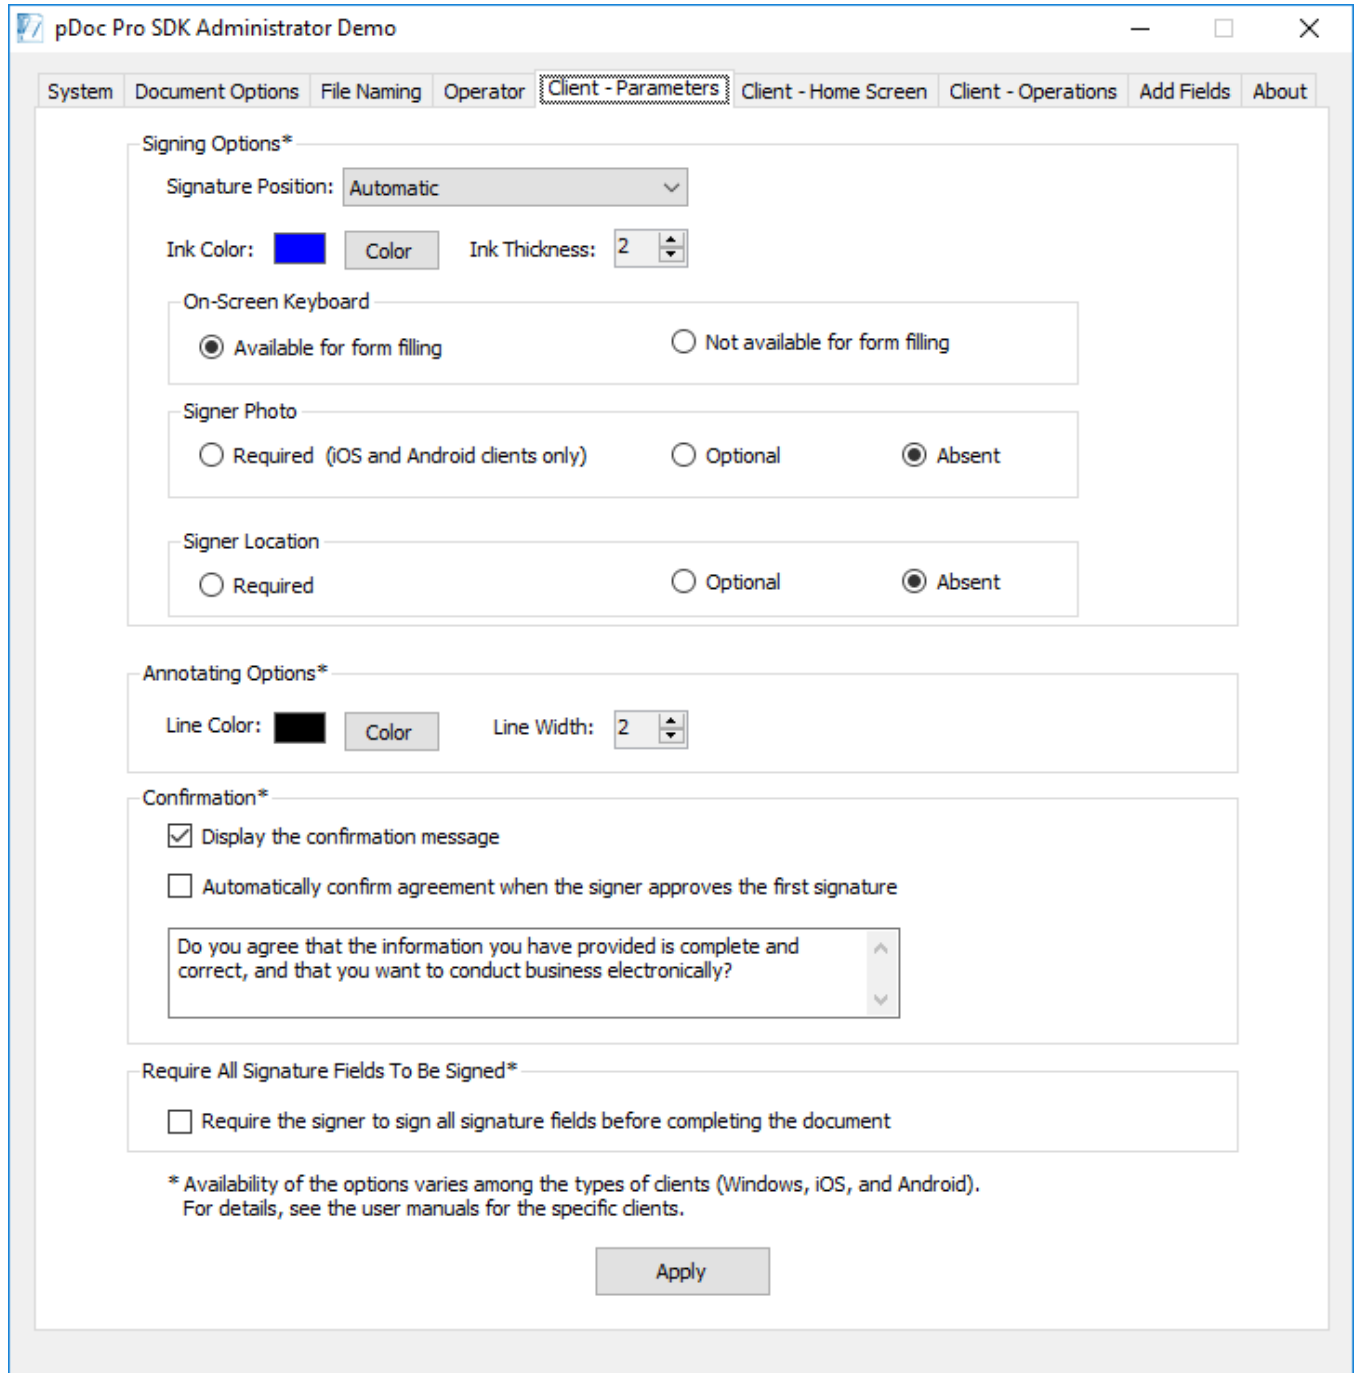 pDoc Pro SDK Administrator Demo
System Document Options File Naming Operator Client - Parameters Client - Home Screen Client - Operations Add Fields About
Signing Options*
Signature Position: Automatic
Ink Color: Color Ink Thickness: 2
On-Screen Keyboard
Available for form filling Not available for form filling
Signer Photo
Required (iOS and Android clients only) Optional Absent
Signer Location
Required Optional Absent
Annotating Options*
Line Color: Color Line Width: 2
Confirmation*
Display the confirmation message
Automatically confirm agreement when the signer approves the first signature
Do you agree that the information you have provided is complete and
correct, and that you want to conduct business electronically?
Require All Signature Fields To Be Signed*
Require the signer to sign all signature fields before completing the document
* Availability of the options varies among the types of clients (Windows, iOS, and Android).
For details, see the user manuals for the specific clients.
Apply